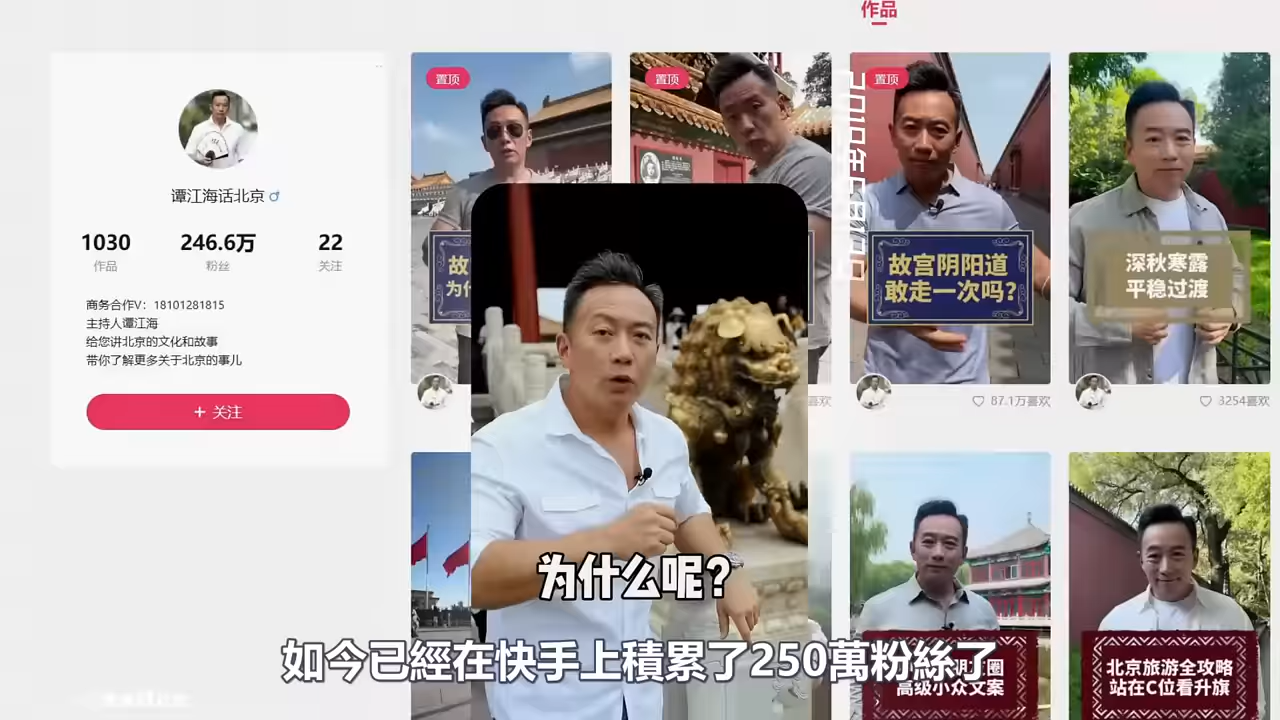 作品
谭江海话北京
1030
246.6万
22
作品
粉丝
关注
商务合作V：18101281815
主持人谭江海
给您讲北京的文化和故事
带你了解更多关于北京的事儿
+ 关注
置顶
故
为什
置顶
喜欢
置顶
故宫阴阳道
敢走一次吗？
87.1万喜欢
深秋寒露
平稳过渡
3254喜欢
为什么呢？
圈
高级小众文案
北京旅游全攻略
站在C位看升旗
如今已經在快手上積累了250萬粉絲了